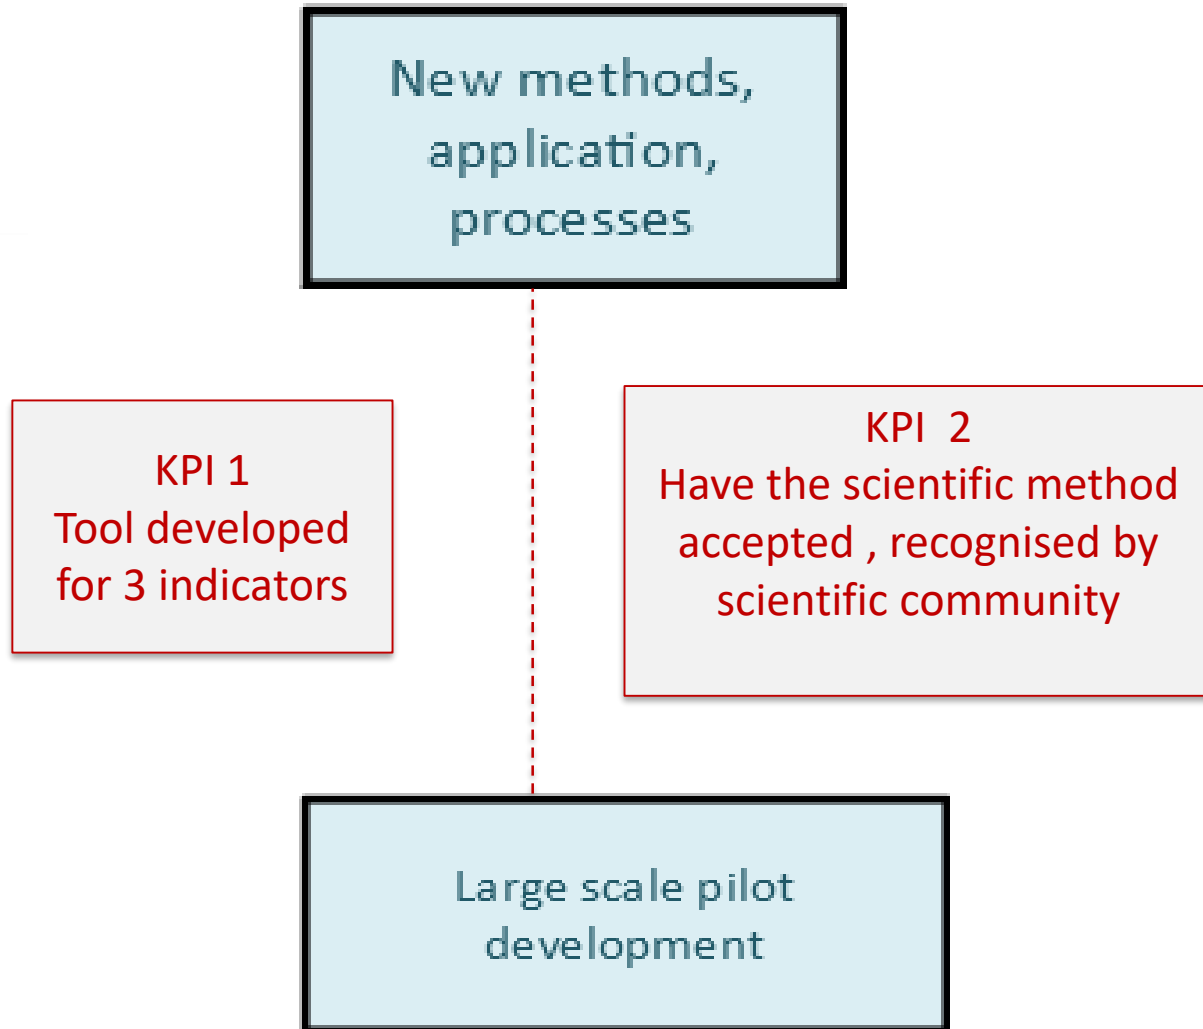 New methods,
application,
processes
KPI 1
Tool developed
for 3 indicators
KPI  2
Have the scientific method
accepted , recognised by
scientific community
Large scale pilot
development